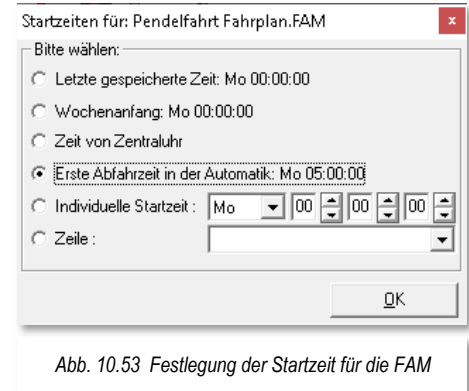 Startzeiten für: Pendelfahrt Fahrplan.FAM x
Bitte wählen:
Letzte gespeicherte Zeit: Mo 00:00:00
Wochenanfang: Mo 00:00:00
Zeit von Zentraluhr
Erste Abfahrzeit in der Automatik: Mo 05:00:00
Individuelle Startzeit : Mo 00 00 00
Zeile :
OK
Abb. 10.53 Festlegung der Startzeit für die FAM